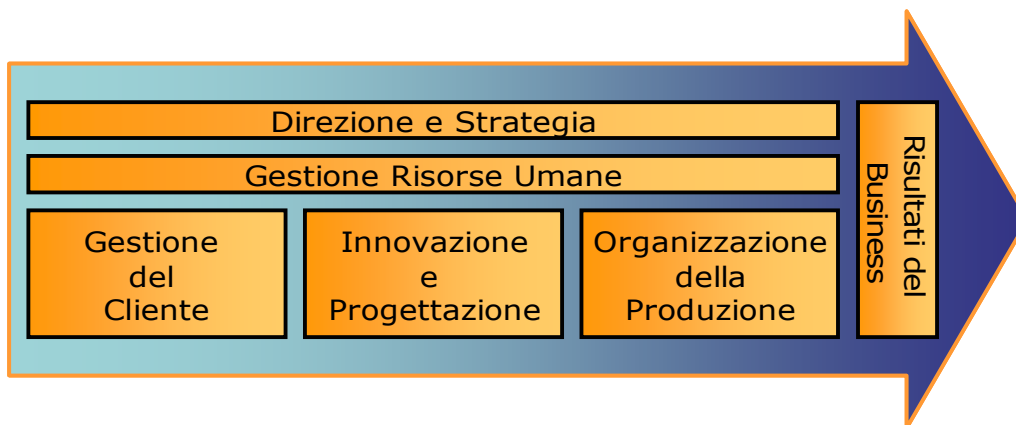 Direzione e Strategia
Gestione Risorse Umane
Gestione
del
Cliente
Innovazione
e
Progettazione
Organizzazione
della
Produzione
Risultati del
Business